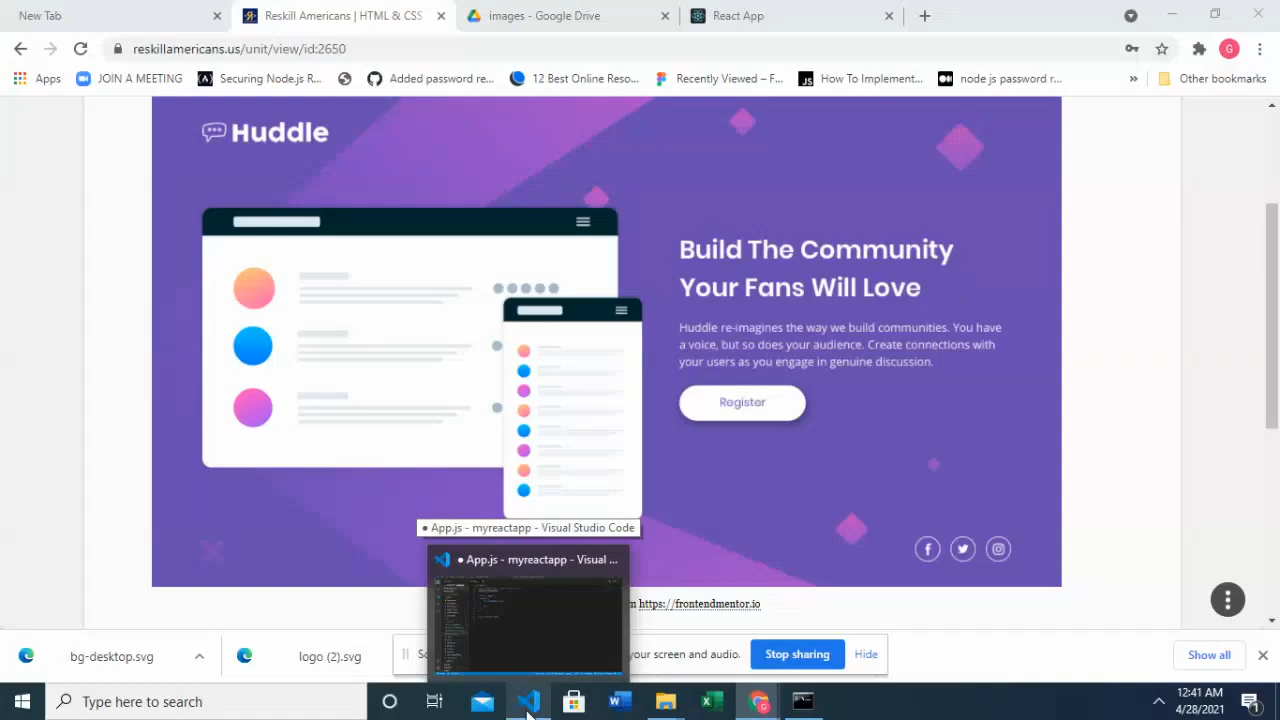 New Tab
Reskill Americans | HTML & CSS
images - Google Drive
React App
reskillamericans.us/unit/view/id:2650
G
Apps
JOIN A MEETING
Securing Node.js R...
Added password re...
12 Best Online Reso...
Recently Viewed – F...
JS
How To Implement...
node js password r...
»
Other bookmarks
Huddle
Build The Community
Your Fans Will Love
Huddle re-imagines the way we build communities. You have
a voice, but so does your audience. Create connections with
your users as you engage in genuine discussion.
Register
● App.js - myreactapp - Visual Studio Code
● App.js - myreactapp - Visual ...
https://frontendmentor.io
logo (2)
your screen and audio.
Stop sharing
Hide
Show all
Type here to search
12:41 AM
4/28/2021